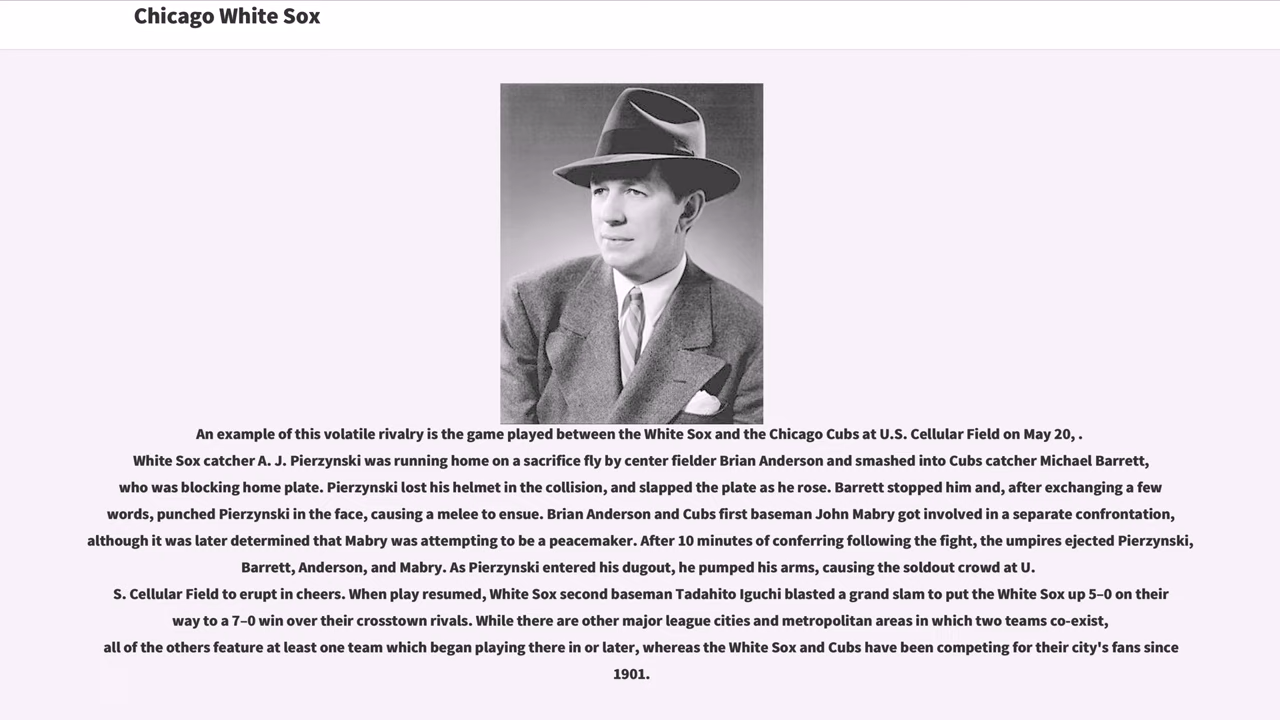 Chicago White Sox
An example of this volatile rivalry is the game played between the White Sox and the Chicago Cubs at U.S. Cellular Field on May 20, .
White Sox catcher A. J. Pierzynski was running home on a sacrifice fly by center fielder Brian Anderson and smashed into Cubs catcher Michael Barrett,
who was blocking home plate. Pierzynski lost his helmet in the collision, and slapped the plate as he rose. Barrett stopped him and, after exchanging a few
words, punched Pierzynski in the face, causing a melee to ensue. Brian Anderson and Cubs first baseman John Mabry got involved in a separate confrontation,
although it was later determined that Mabry was attempting to be a peacemaker. After 10 minutes of conferring following the fight, the umpires ejected Pierzynski,
Barrett, Anderson, and Mabry. As Pierzynski entered his dugout, he pumped his arms, causing the soldout crowd at U.
S. Cellular Field to erupt in cheers. When play resumed, White Sox second baseman Tadahito Iguchi blasted a grand slam to put the White Sox up 5–0 on their
way to a 7–0 win over their crosstown rivals. While there are other major league cities and metropolitan areas in which two teams co-exist,
all of the others feature at least one team which began playing there in or later, whereas the White Sox and Cubs have been competing for their city's fans since
1901.